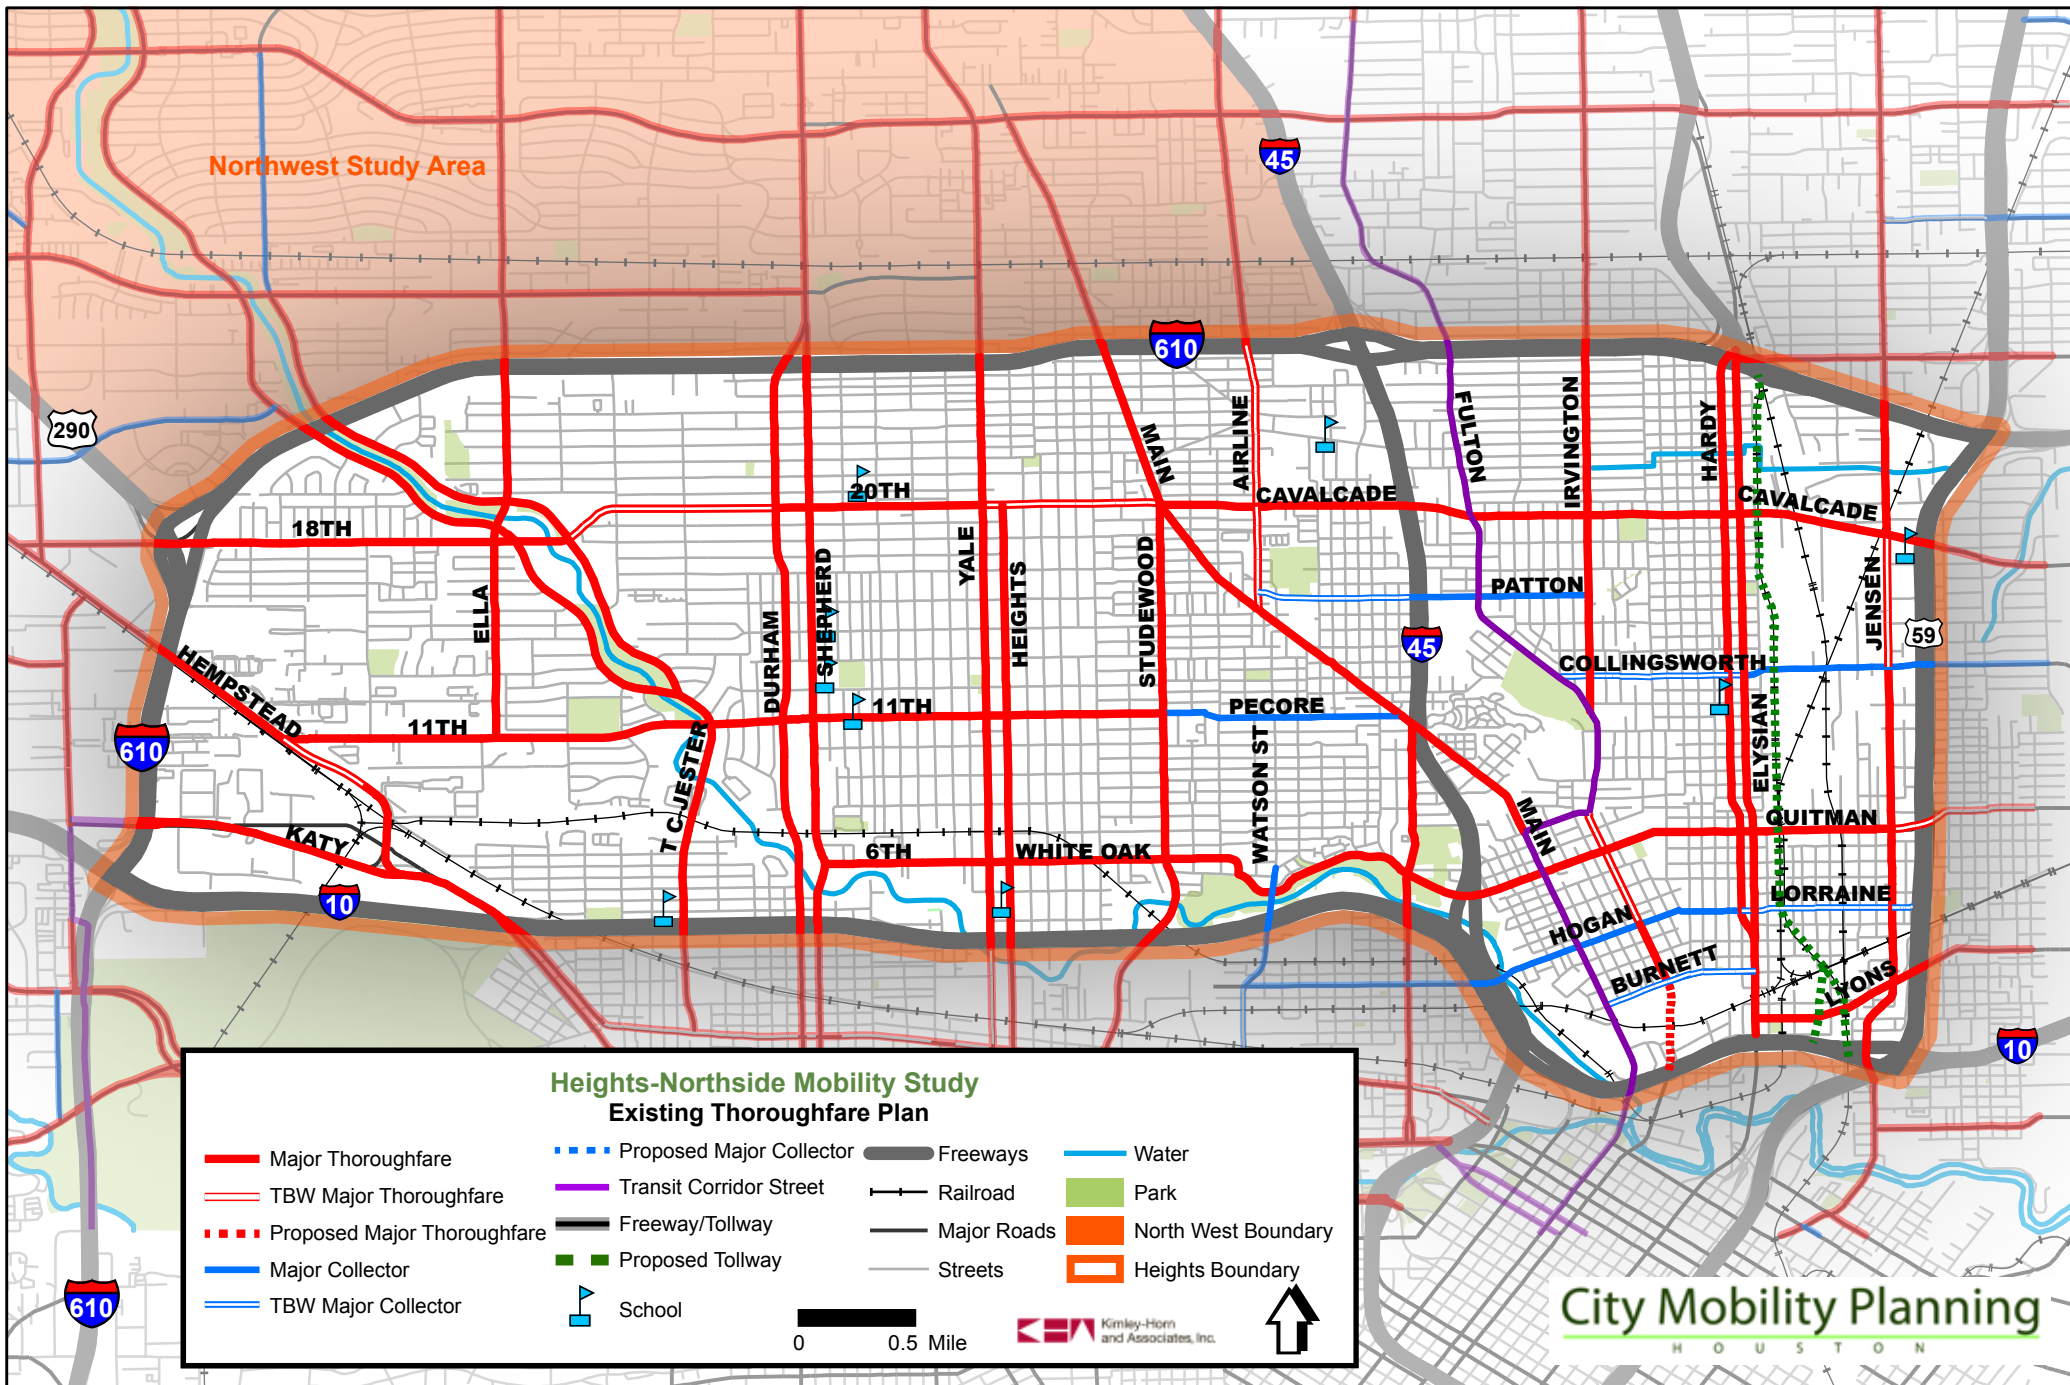 Northwest Study Area
45
290
610
18TH
20TH
MAIN
AIRLINE
CAVALCADE
FULTON
IRVINGTON
HARDY
CAVALCADE
ELLA
DURHAM
SHEPHERD
YALE
HEIGHTS
STUDEWOOD
PATTON
JENSEN
59
45
COLLINGSWORTH
HEMPSTEAD
610
11TH
T C JESTER
11TH
PECORE
WATSON ST
ELYSIAN
KATY
6TH
WHITE OAK
MAIN
QUITMAN
10
HOGAN
LORRAINE
BURNETT
LYONS
10
610
Heights-Northside Mobility Study
Existing Thoroughfare Plan
Major Thoroughfare
TBW Major Thoroughfare
Proposed Major Thoroughfare
Major Collector
TBW Major Collector
Proposed Major Collector
Transit Corridor Street
Freeway/Tollway
Proposed Tollway
School
Freeways
Railroad
Major Roads
Streets
Water
Park
North West Boundary
Heights Boundary
0 0.5 Mile
Kimley-Horn
and Associates, Inc.
City Mobility Planning
HOUSTON